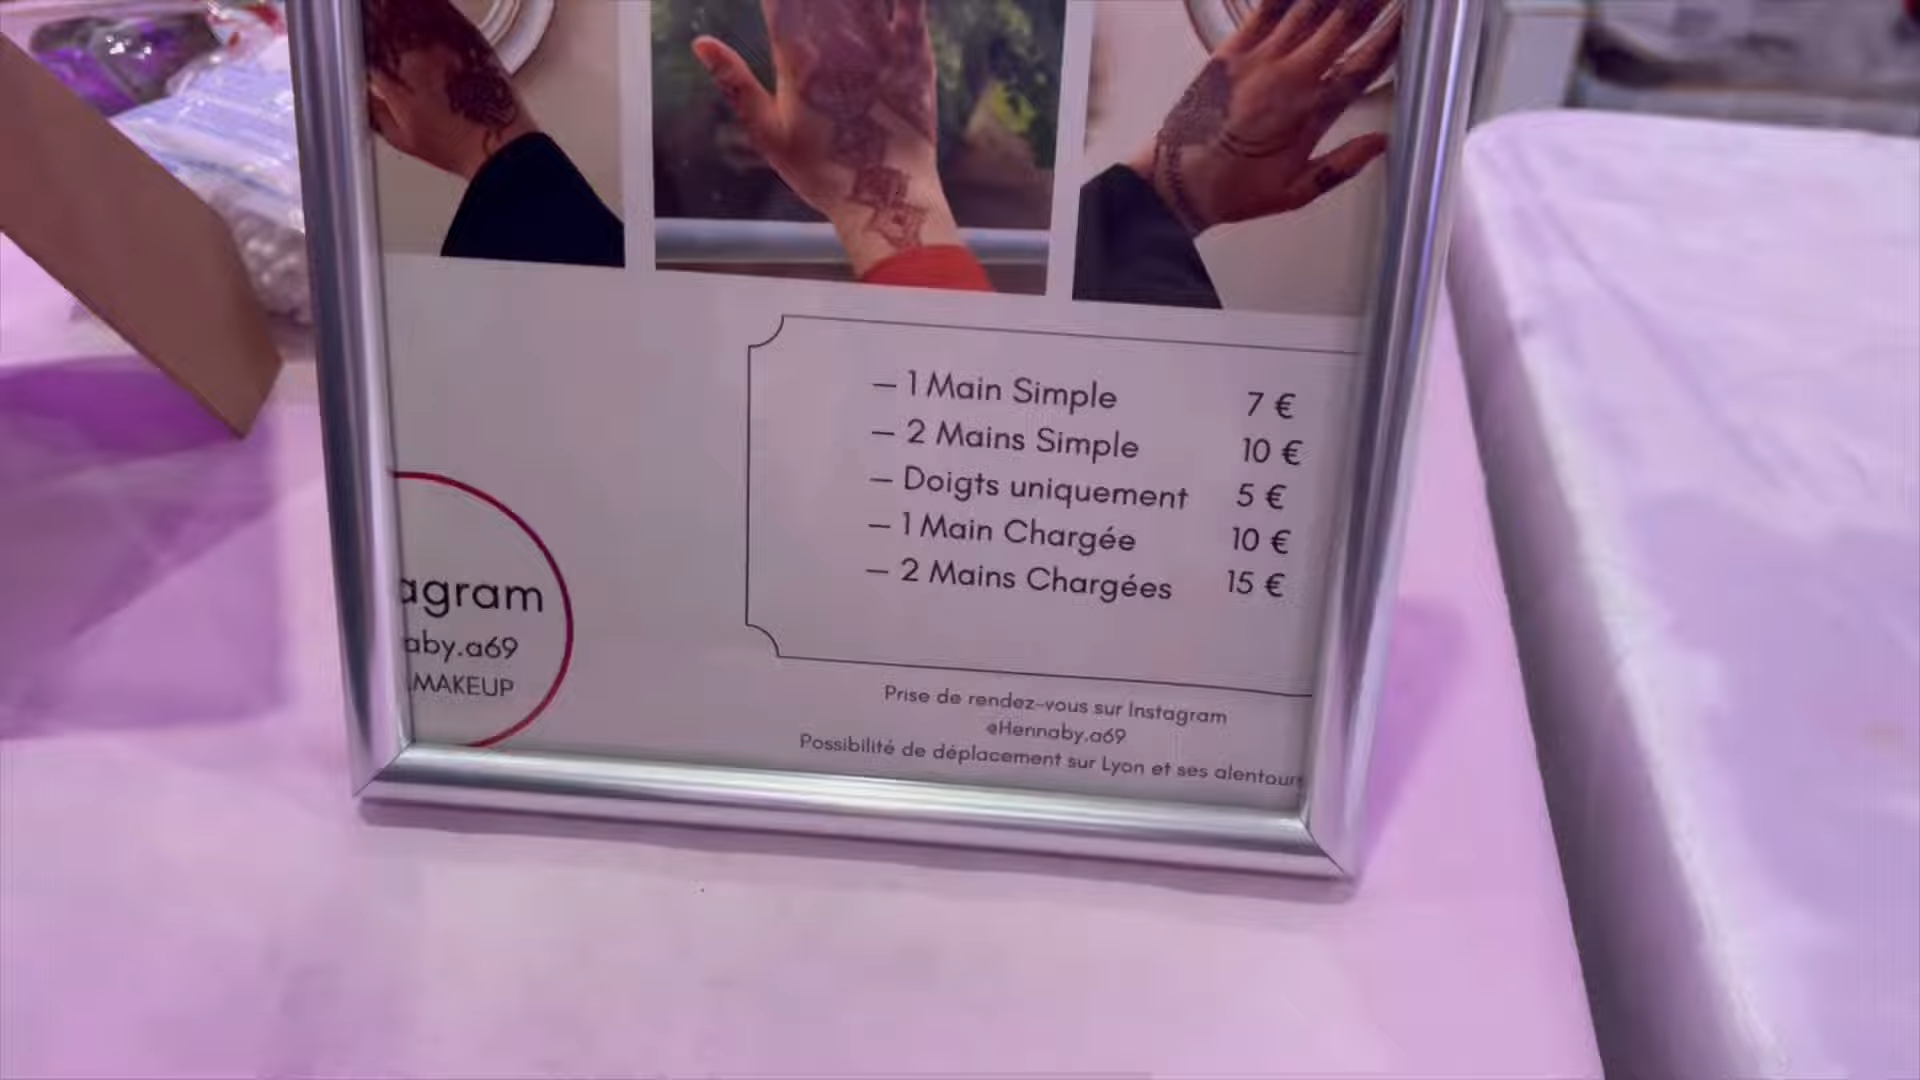 — 1 Main Simple 7 €
— 2 Mains Simple 10 €
— Doigts uniquement 5 €
— 1 Main Chargée 10 €
— 2 Mains Chargées 15 €
agram
aby.a69
MAKEUP
Prise de rendez-vous sur Instagram
@Hennaby.a69
Possibilité de déplacement sur Lyon et ses alentours